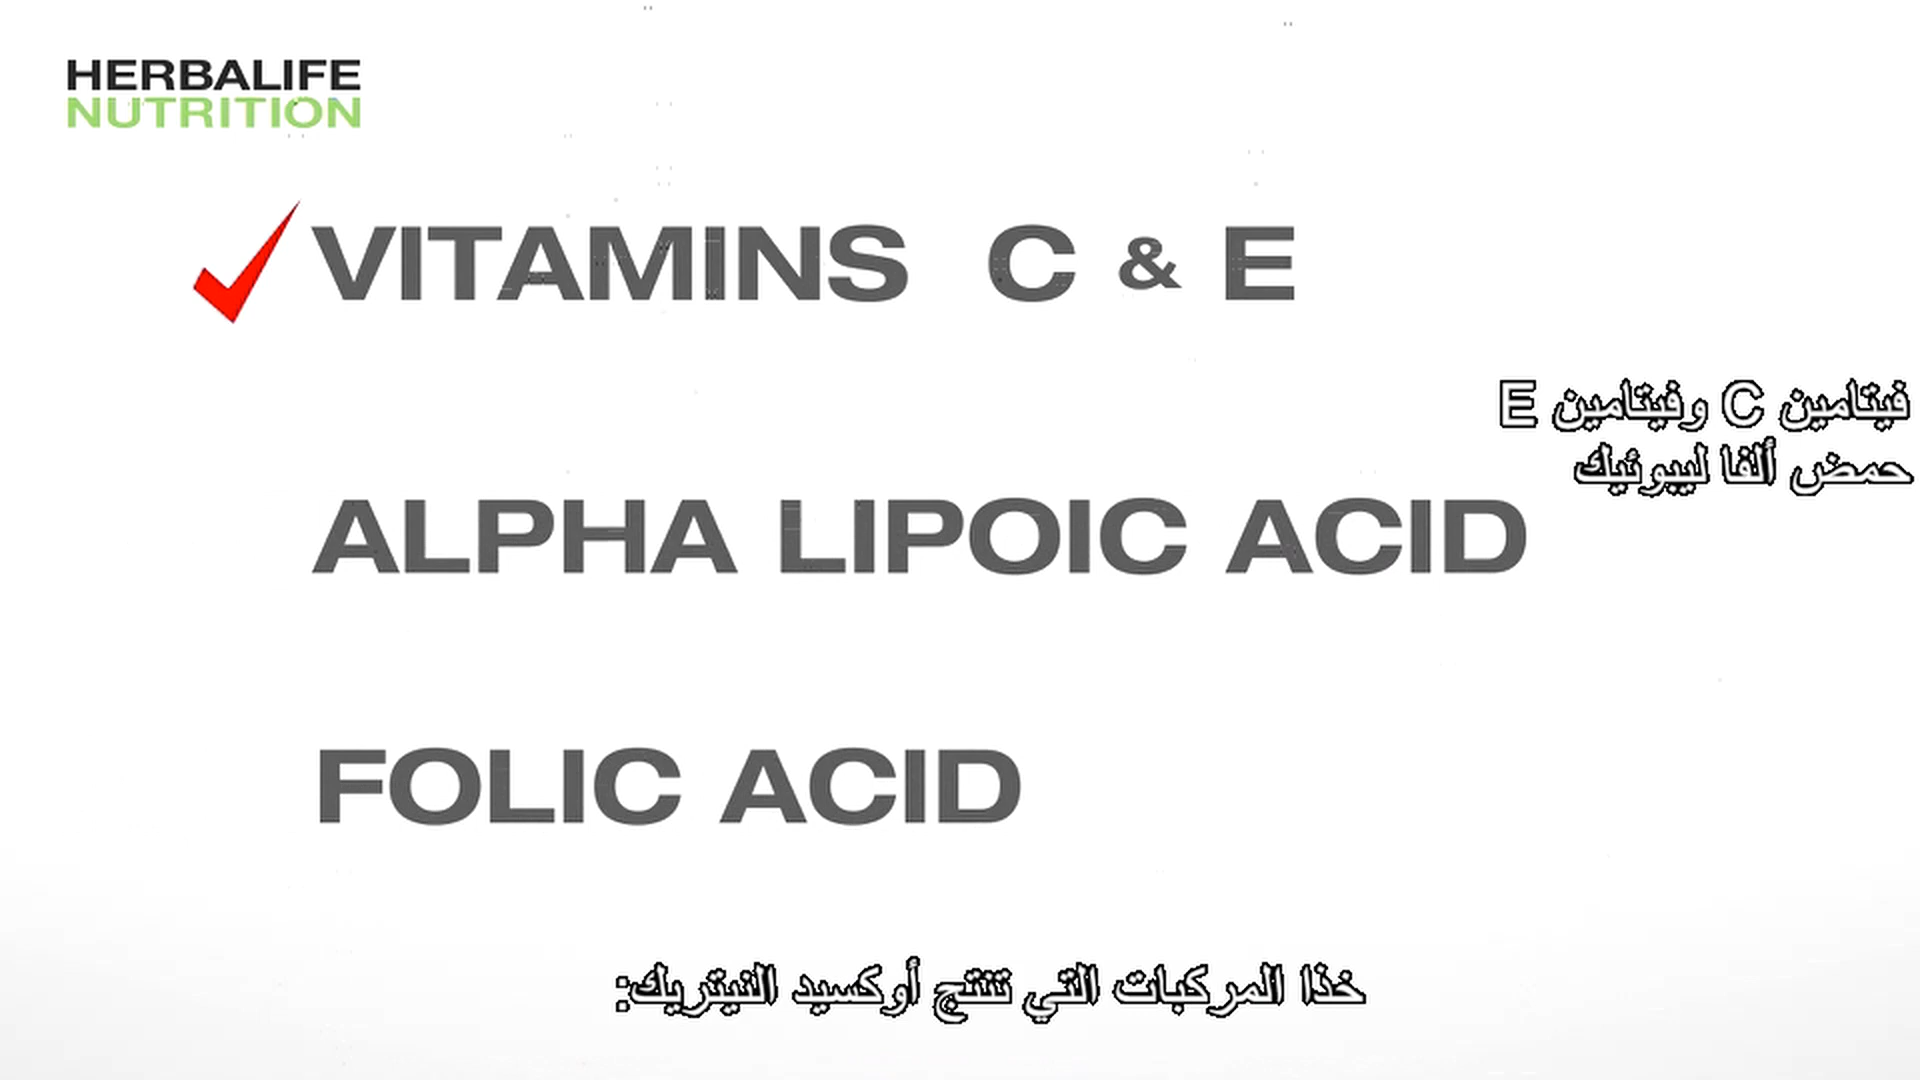 HERBALIFE
NUTRITION
VITAMINS C & E
فيتامين C وفيتامين E
حمض ألفا ليبوئيك
ALPHA LIPOIC ACID
FOLIC ACID
خذا المركبات التي تنتج أوكسيد النيتريك: